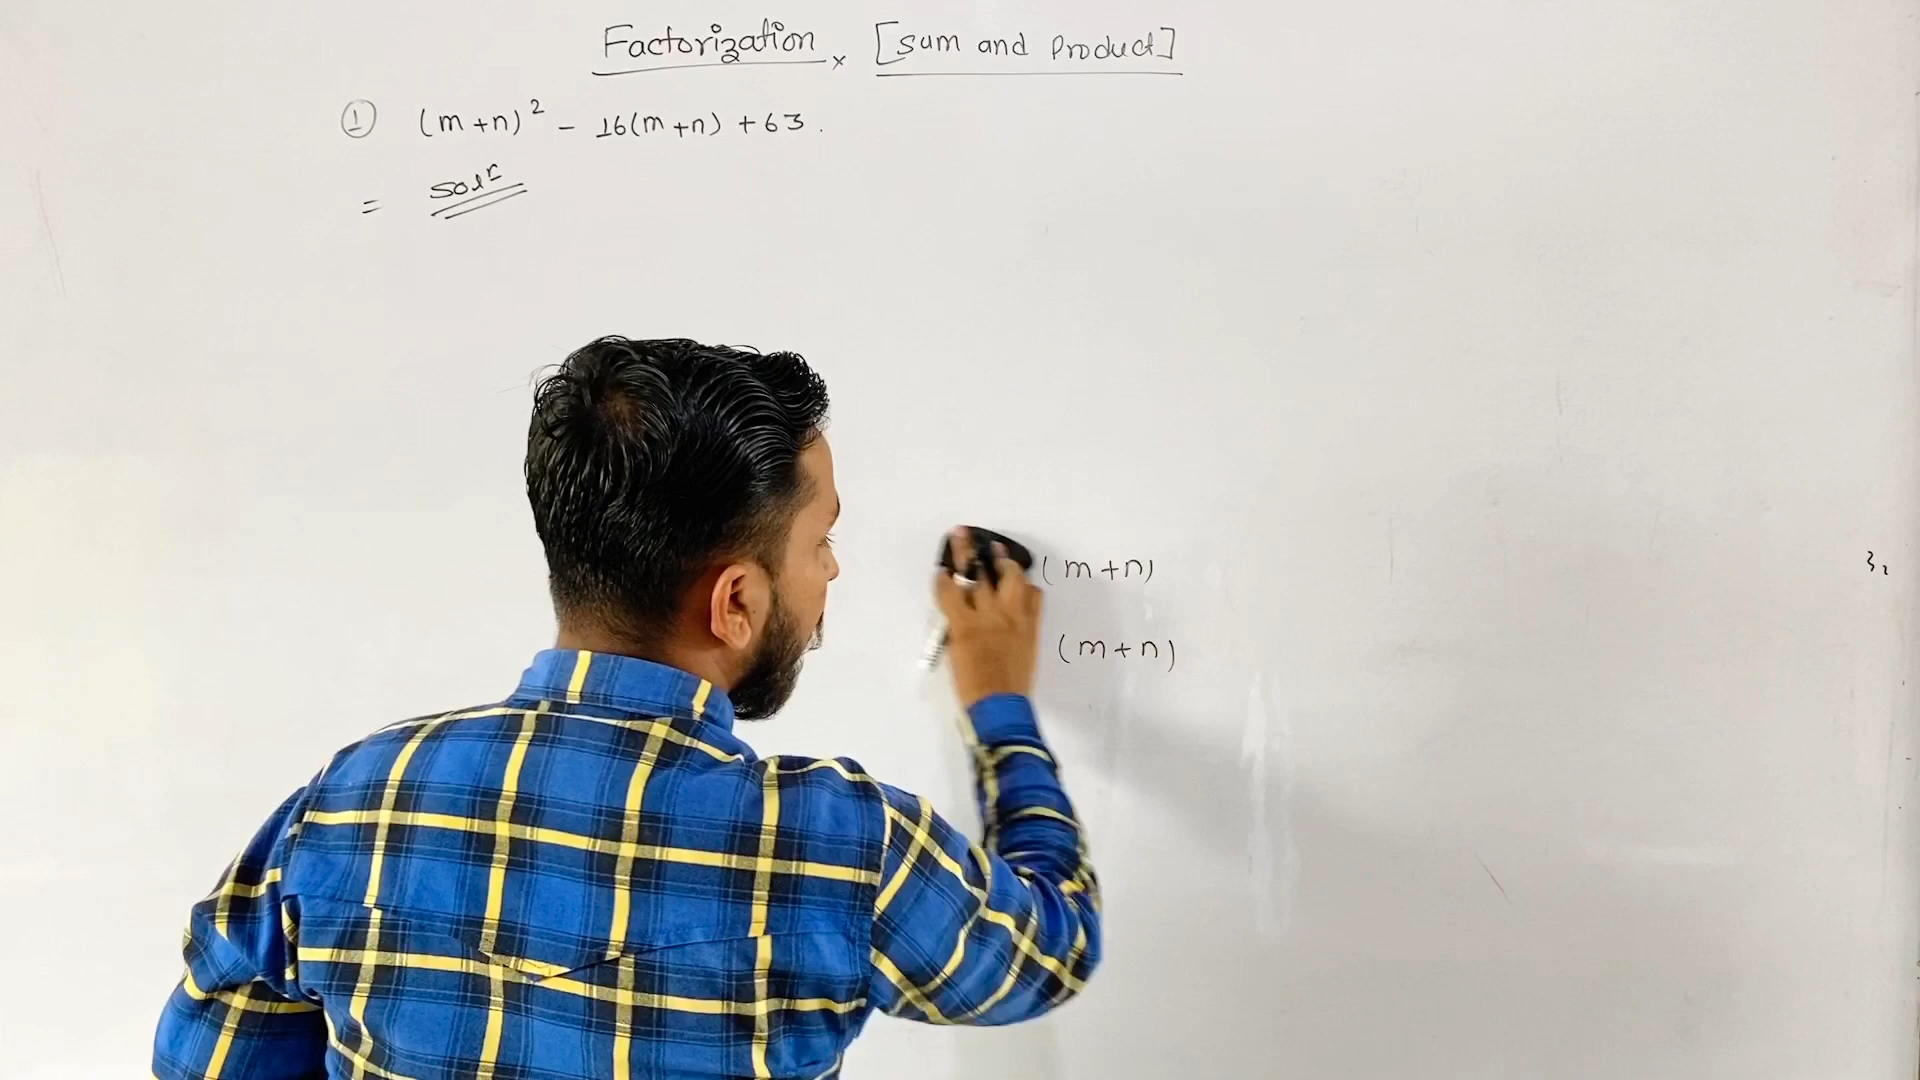 Factorization × [sum and product]
① (m+n)² - 16(m+n) +63.
= Solⁿ
(m+n)
(m+n)